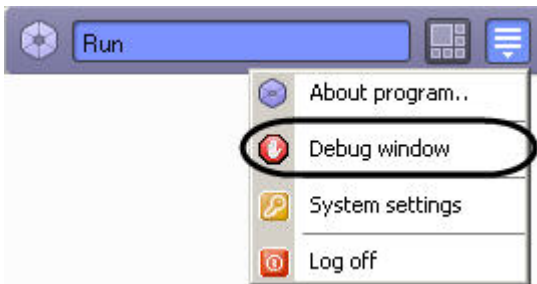 Run
About program..
Debug window
System settings
Log off